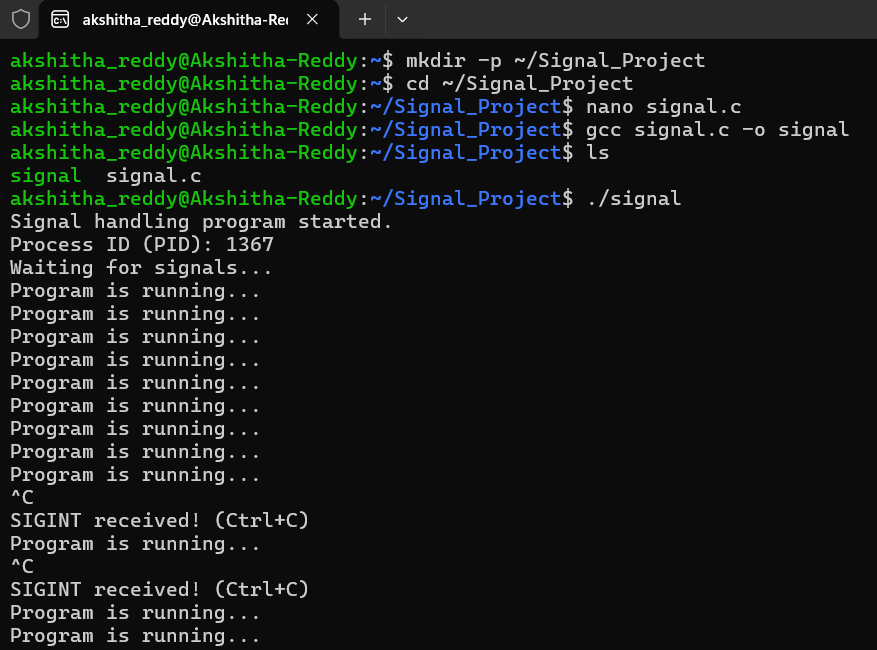 akshitha_reddy@Akshitha-Re
akshitha_reddy@Akshitha-Reddy:~$ mkdir -p ~/Signal_Project
akshitha_reddy@Akshitha-Reddy:~$ cd ~/Signal_Project
akshitha_reddy@Akshitha-Reddy:~/Signal_Project$ nano signal.c
akshitha_reddy@Akshitha-Reddy:~/Signal_Project$ gcc signal.c -o signal
akshitha_reddy@Akshitha-Reddy:~/Signal_Project$ ls
signal  signal.c
akshitha_reddy@Akshitha-Reddy:~/Signal_Project$ ./signal
Signal handling program started.
Process ID (PID): 1367
Waiting for signals...
Program is running...
Program is running...
Program is running...
Program is running...
Program is running...
Program is running...
Program is running...
Program is running...
Program is running...
^C
SIGINT received! (Ctrl+C)
Program is running...
^C
SIGINT received! (Ctrl+C)
Program is running...
Program is running...